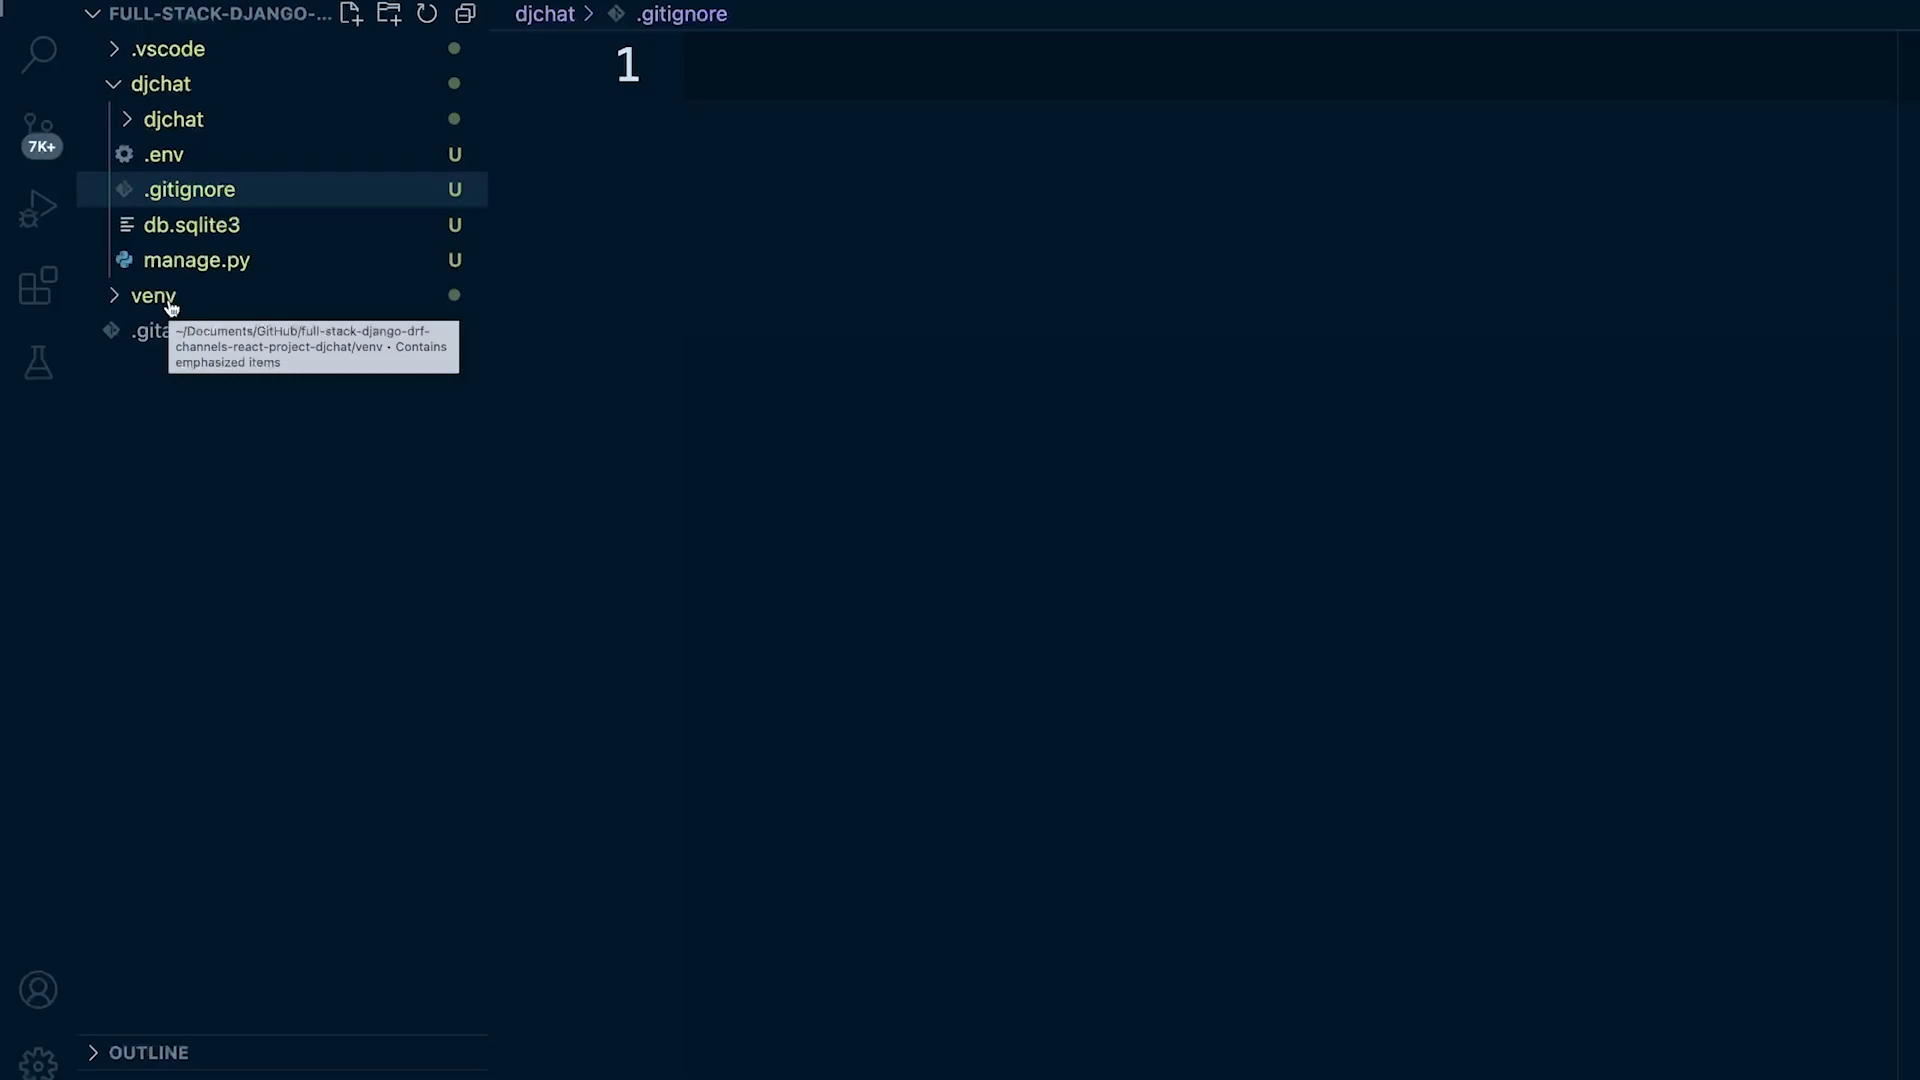 FULL-STACK-DJANGO-...
djchat > .gitignore
.vscode
1
djchat
djchat
7K+
.env U
.gitignore U
db.sqlite3 U
manage.py U
venv
.gita
~/Documents/GitHub/full-stack-django-drf-
channels-react-project-djchat/venv • Contains
emphasized items
OUTLINE